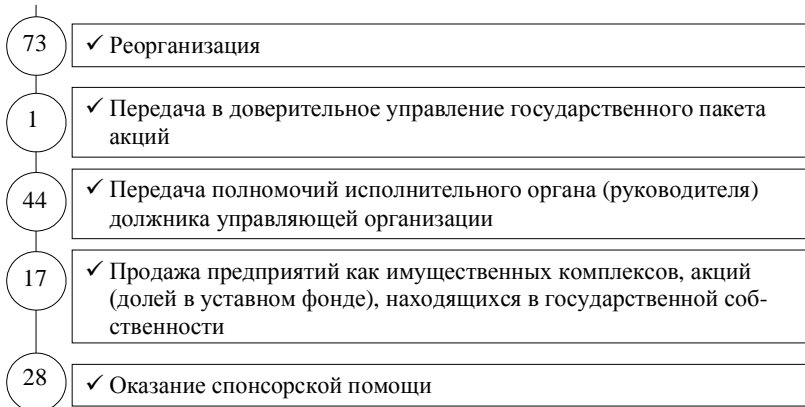 73
✓ Реорганизация
1
✓ Передача в доверительное управление государственного пакета
акций
44
✓ Передача полномочий исполнительного органа (руководителя)
должника управляющей организации
17
✓ Продажа предприятий как имущественных комплексов, акций
(долей в уставном фонде), находящихся в государственной соб-
ственности
28
✓ Оказание спонсорской помощи